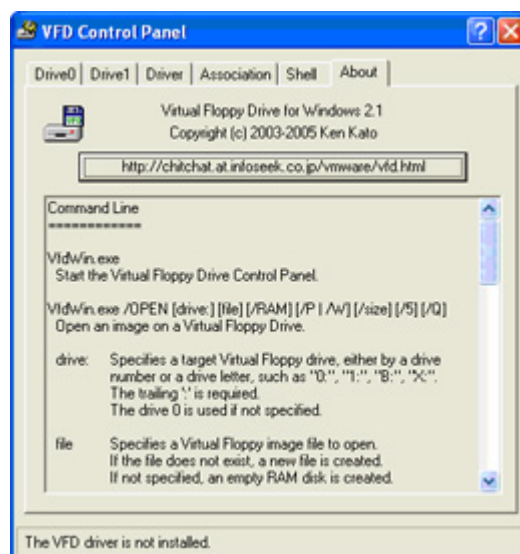 VFD Control Panel
Drive0 Drive1 Driver Association Shell About
Virtual Floppy Drive for Windows 2.1
Copyright (c) 2003-2005 Ken Kato
http://chitchat.at.infoseek.co.jp/vmware/vfd.html
Command Line
============
VfdWin.exe
Start the Virtual Floppy Drive Control Panel.
VfdWin.exe /OPEN [drive:] [file] [/RAM] [/P | /W] [/size] [/5] [/Q]
Open an image on a Virtual Floppy Drive.
drive: Specifies a target Virtual Floppy drive, either by a drive
number or a drive letter, such as "0:", "1:", "B:", "X:".
The trailing ':' is required.
The drive 0 is used if not specified.
file Specifies a Virtual Floppy image file to open.
If the file does not exist, a new file is created.
If not specified, an empty RAM disk is created.
The VFD driver is not installed.